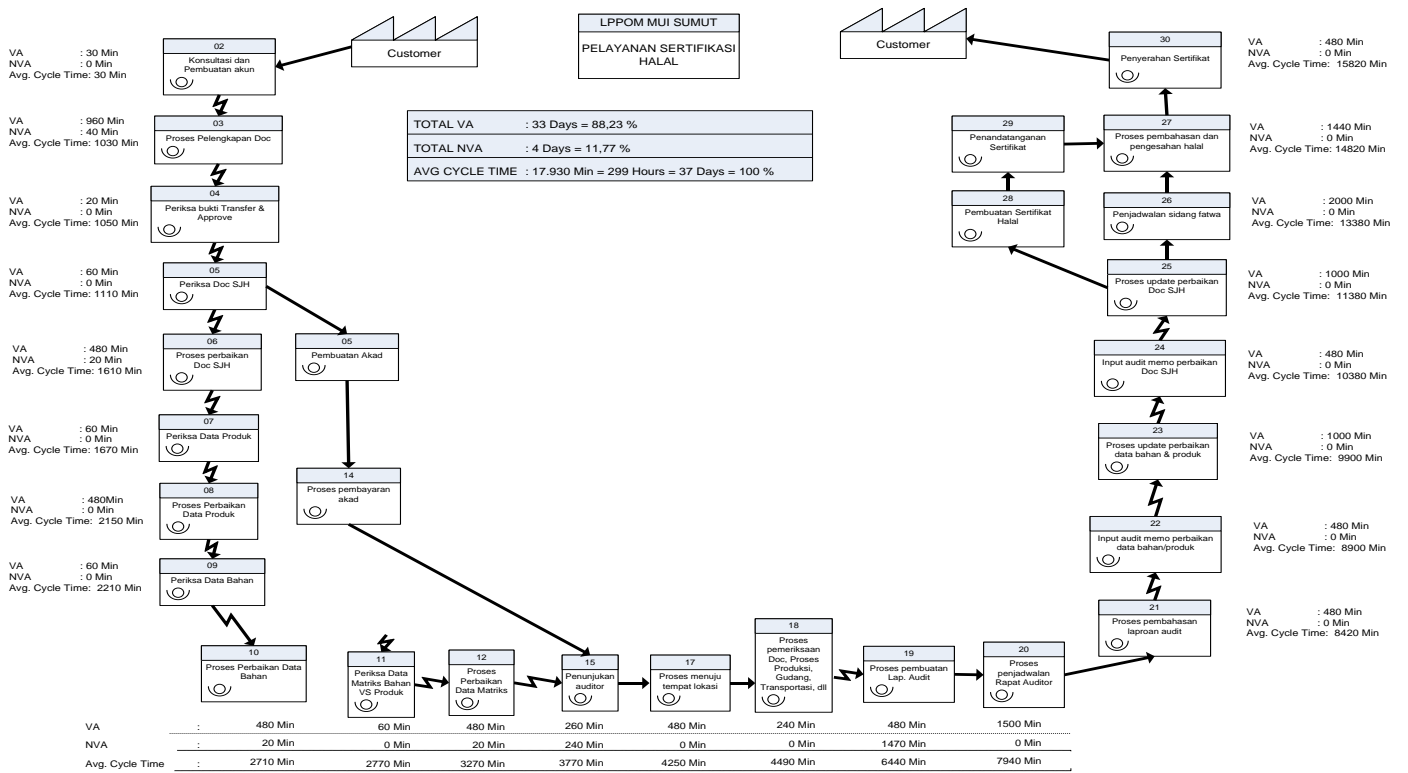 LPPOM MUI SUMUT
PELAYANAN SERTIFIKASI
HALAL
Customer
Customer
TOTAL VA : 33 Days = 88,23 %
TOTAL NVA : 4 Days = 11,77 %
AVG CYCLE TIME : 17.930 Min = 299 Hours = 37 Days = 100 %
VA : 30 Min
NVA : 0 Min
Avg. Cycle Time: 30 Min
02
Konsultasi dan
Pembuatan akun
VA : 960 Min
NVA : 40 Min
Avg. Cycle Time: 1030 Min
03
Proses Pelengkapan Doc
VA : 20 Min
NVA : 0 Min
Avg. Cycle Time: 1050 Min
04
Periksa bukti Transfer &
Approve
VA : 60 Min
NVA : 0 Min
Avg. Cycle Time: 1110 Min
05
Periksa Doc SJH
VA : 480 Min
NVA : 20 Min
Avg. Cycle Time: 1610 Min
06
Proses perbaikan
Doc SJH
05
Pembuatan Akad
VA : 60 Min
NVA : 0 Min
Avg. Cycle Time: 1670 Min
07
Periksa Data Produk
VA : 480Min
NVA : 0 Min
Avg. Cycle Time: 2150 Min
08
Proses Perbaikan
Data Produk
14
Proses pembayaran
akad
VA : 60 Min
NVA : 0 Min
Avg. Cycle Time: 2210 Min
09
Periksa Data Bahan
10
Proses Perbaikan Data
Bahan
11
Periksa Data
Matriks Bahan
VS Produk
12
Proses
Perbaikan
Data Matriks
15
Penunjukan
auditor
17
Proses menuju
tempat lokasi
18
Proses
pemeriksaan
Doc, Proses
Produksi,
Gudang,
Transportasi, dll
19
Proses pembuatan
Lap. Audit
20
Proses
penjadwalan
Rapat Auditor
VA : 480 Min 60 Min 480 Min 260 Min 480 Min 240 Min 480 Min 1500 Min
NVA : 20 Min 0 Min 20 Min 240 Min 0 Min 0 Min 1470 Min 0 Min
Avg. Cycle Time : 2710 Min 2770 Min 3270 Min 3770 Min 4250 Min 4490 Min 6440 Min 7940 Min
30
Penyerahan Sertifikat
VA : 480 Min
NVA : 0 Min
Avg. Cycle Time: 15820 Min
29
Penandatanganan
Sertifikat
27
Proses pembahasan dan
pengesahan halal
VA : 1440 Min
NVA : 0 Min
Avg. Cycle Time: 14820 Min
28
Pembuatan Sertifikat
Halal
26
Penjadwalan sidang fatwa
VA : 2000 Min
NVA : 0 Min
Avg. Cycle Time: 13380 Min
25
Proses update perbaikan
Doc SJH
VA : 1000 Min
NVA : 0 Min
Avg. Cycle Time: 11380 Min
24
Input audit memo perbaikan
Doc SJH
VA : 480 Min
NVA : 0 Min
Avg. Cycle Time: 10380 Min
23
Proses update perbaikan
data bahan & produk
VA : 1000 Min
NVA : 0 Min
Avg. Cycle Time: 9900 Min
22
Input audit memo perbaikan
data bahan/produk
VA : 480 Min
NVA : 0 Min
Avg. Cycle Time: 8900 Min
21
Proses pembahasan
laproan audit
VA : 480 Min
NVA : 0 Min
Avg. Cycle Time: 8420 Min